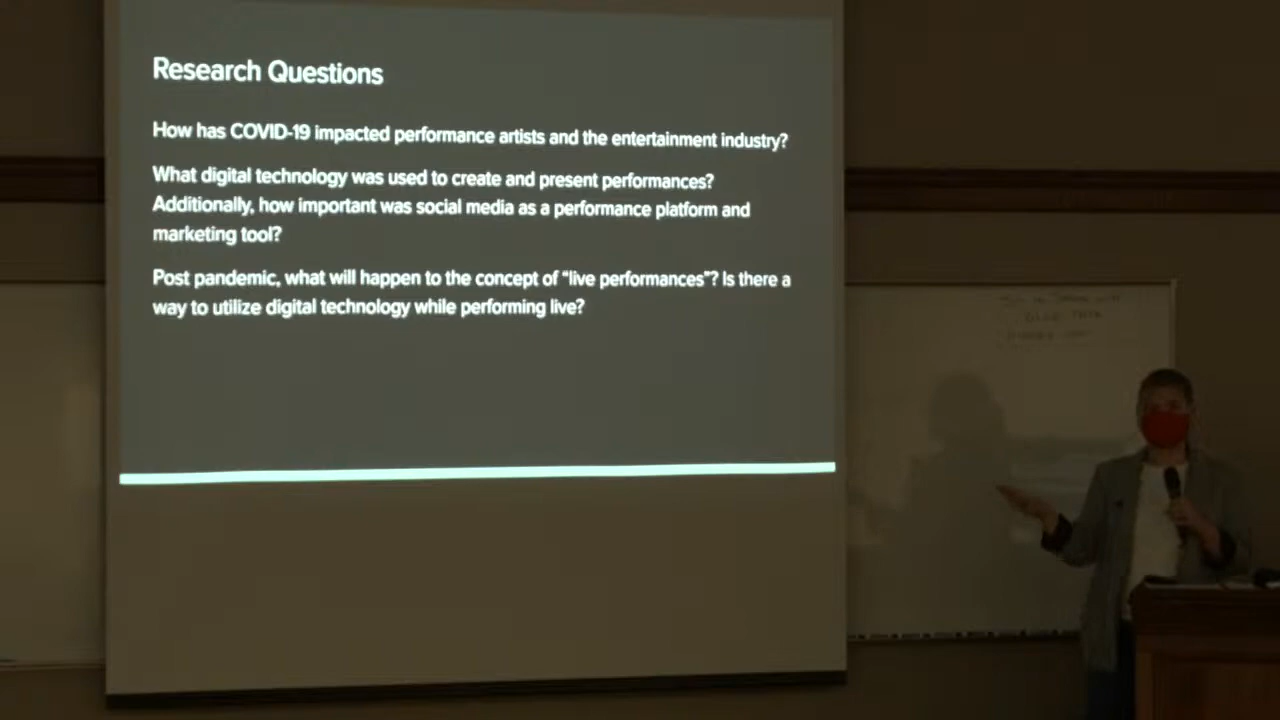 Research Questions
How has COVID-19 impacted performance artists and the entertainment industry?
What digital technology was used to create and present performances?
Additionally, how important was social media as a performance platform and
marketing tool?
Post pandemic, what will happen to the concept of “live performances”? Is there a
way to utilize digital technology while performing live?